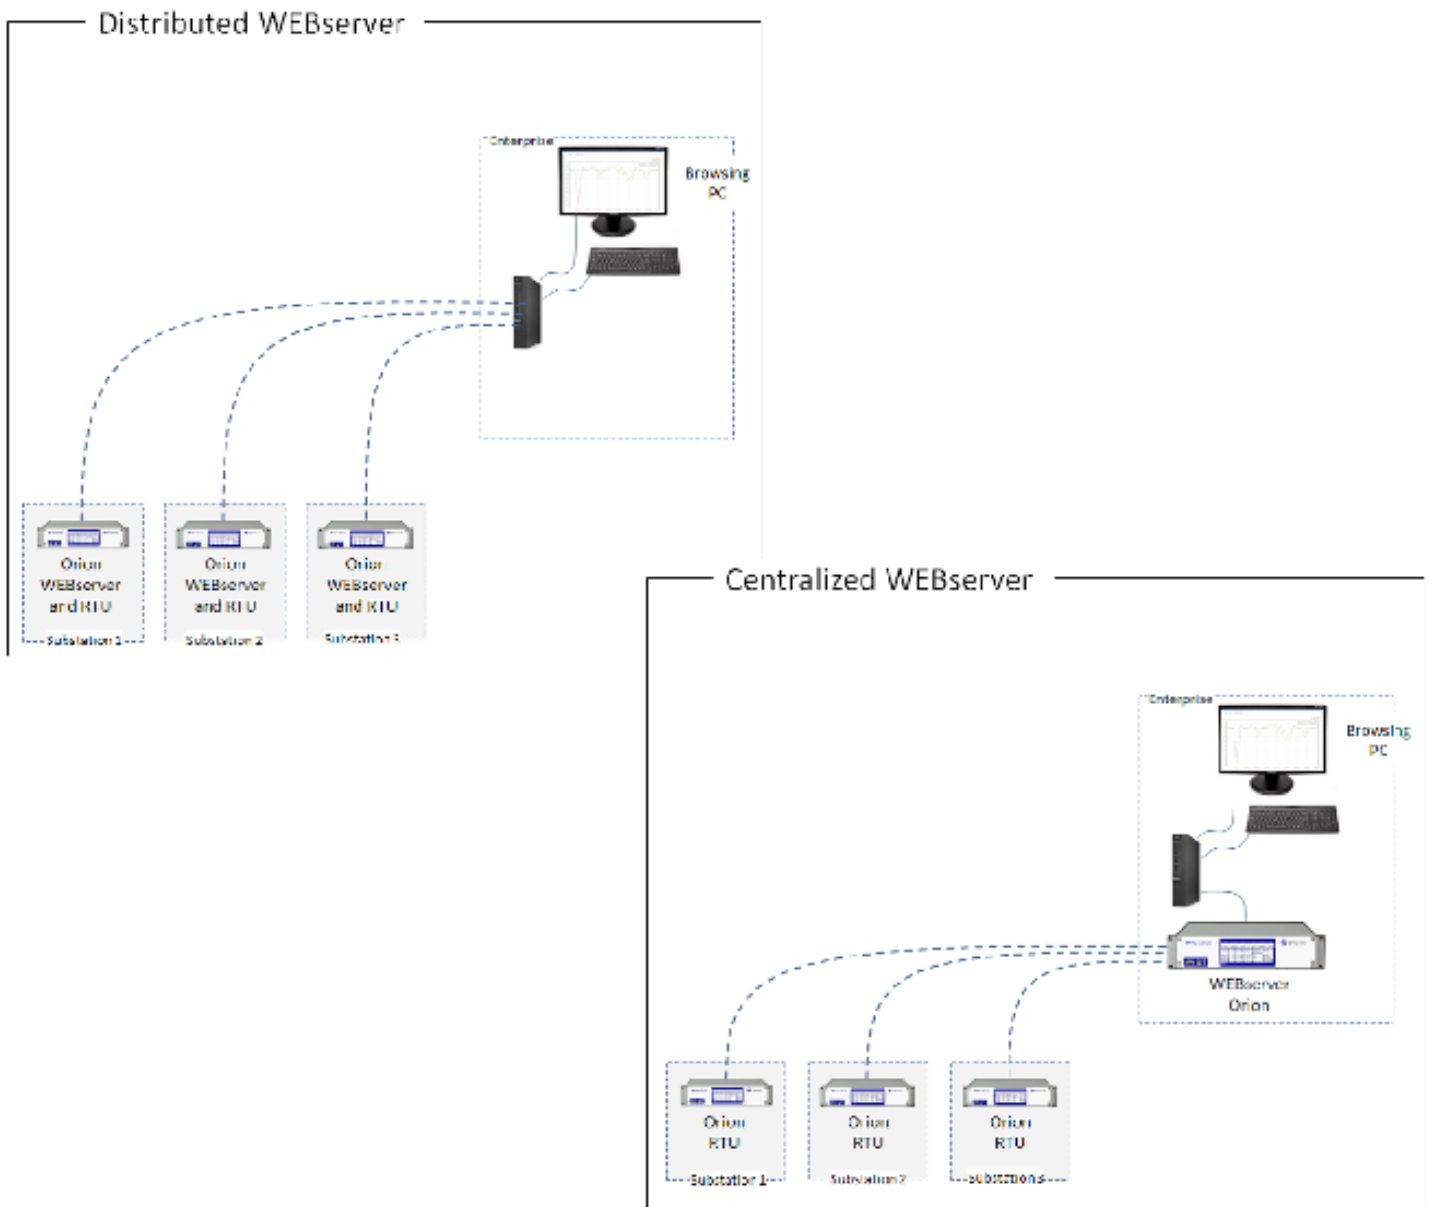 Distributed WEBserver
Enterprise
Browsing
PC
Orion
WEBserver
and RTU
Substation 1
Orion
WEBserver
and RTU
Substation 2
Orion
WEBserver
and RTU
Substation 3
Centralized WEBserver
Enterprise
Browsing
PC
WEBserver
Orion
Orion
RTU
Substation 1
Orion
RTU
Substation 2
Orion
RTU
Substation3